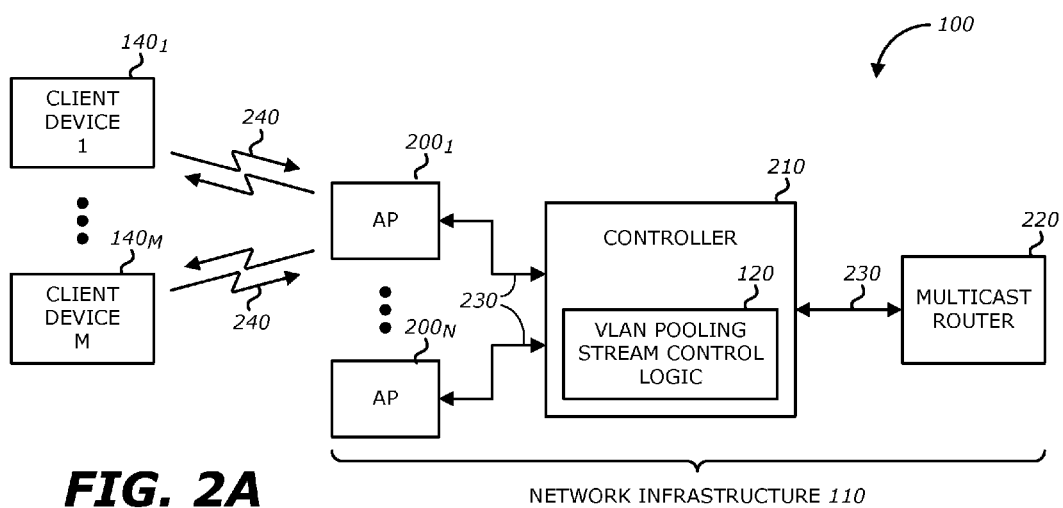 100
140₁
CLIENT
DEVICE
1
240
200₁
AP
210
CONTROLLER
120
VLAN POOLING
STREAM CONTROL
LOGIC
220
MULTICAST
ROUTER
230
230
140M
CLIENT
DEVICE
M
240
200N
AP
NETWORK INFRASTRUCTURE 110
FIG. 2A